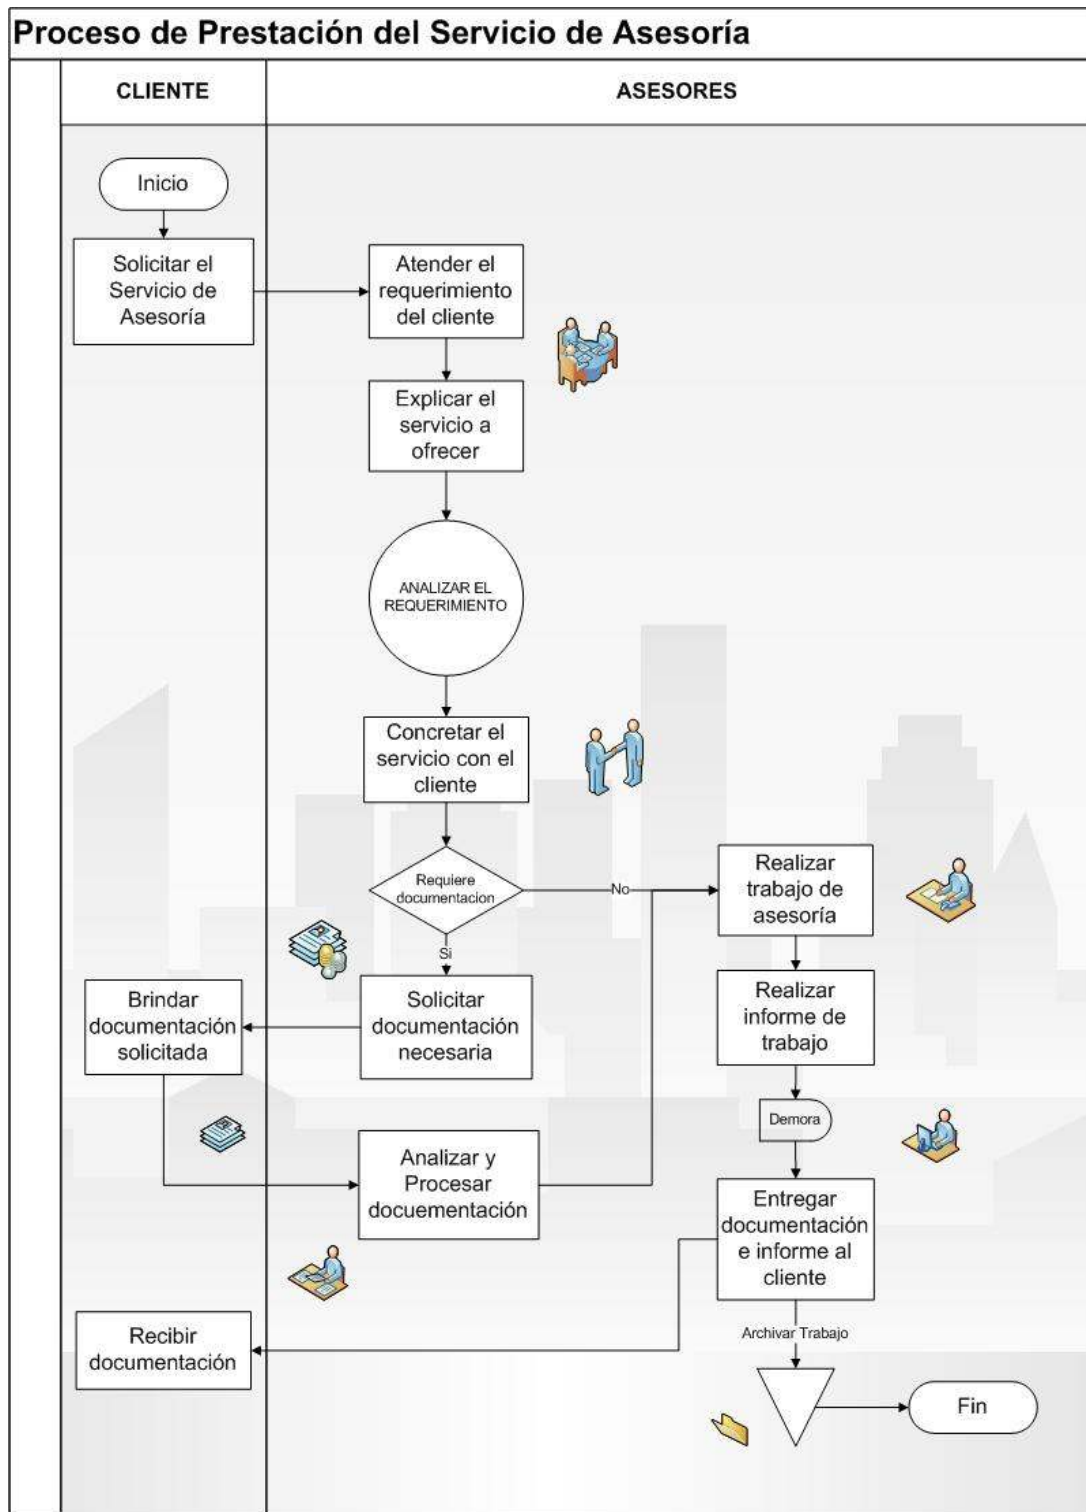 Proceso de Prestación del Servicio de Asesoría
CLIENTE
ASESORES
Inicio
Solicitar el
Servicio de
Asesoría
Atender el
requerimiento
del cliente
Explicar el
servicio a
ofrecer
ANALIZAR EL
REQUERIMIENTO
Concretar el
servicio con el
cliente
Requiere
documentacion
No
Si
Realizar
trabajo de
asesoría
Solicitar
documentación
necesaria
Brindar
documentación
solicitada
Realizar
informe de
trabajo
Demora
Analizar y
Procesar
docuementación
Entregar
documentación
e informe al
cliente
Recibir
documentación
Archivar Trabajo
Fin